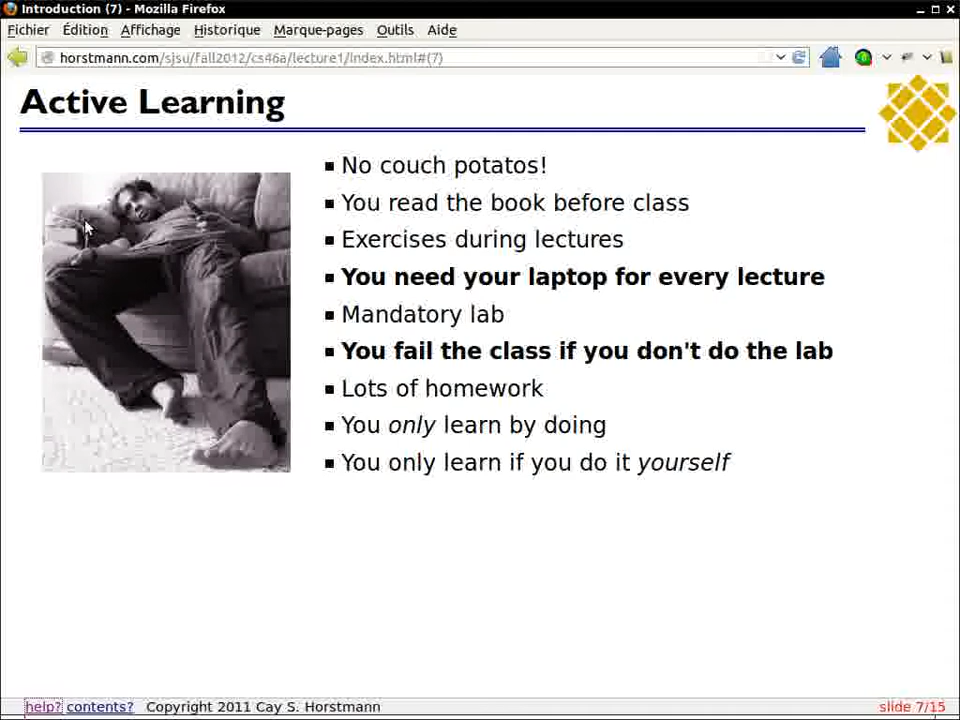 Introduction (7) - Mozilla Firefox
Fichier Édition Affichage Historique Marque-pages Outils Aide
horstmann.com/sjsu/fall2012/cs46a/lecture1/index.html#(7)
Active Learning
No couch potatos!
You read the book before class
Exercises during lectures
You need your laptop for every lecture
Mandatory lab
You fail the class if you don't do the lab
Lots of homework
You only learn by doing
You only learn if you do it yourself
help? contents? Copyright 2011 Cay S. Horstmann slide 7/15